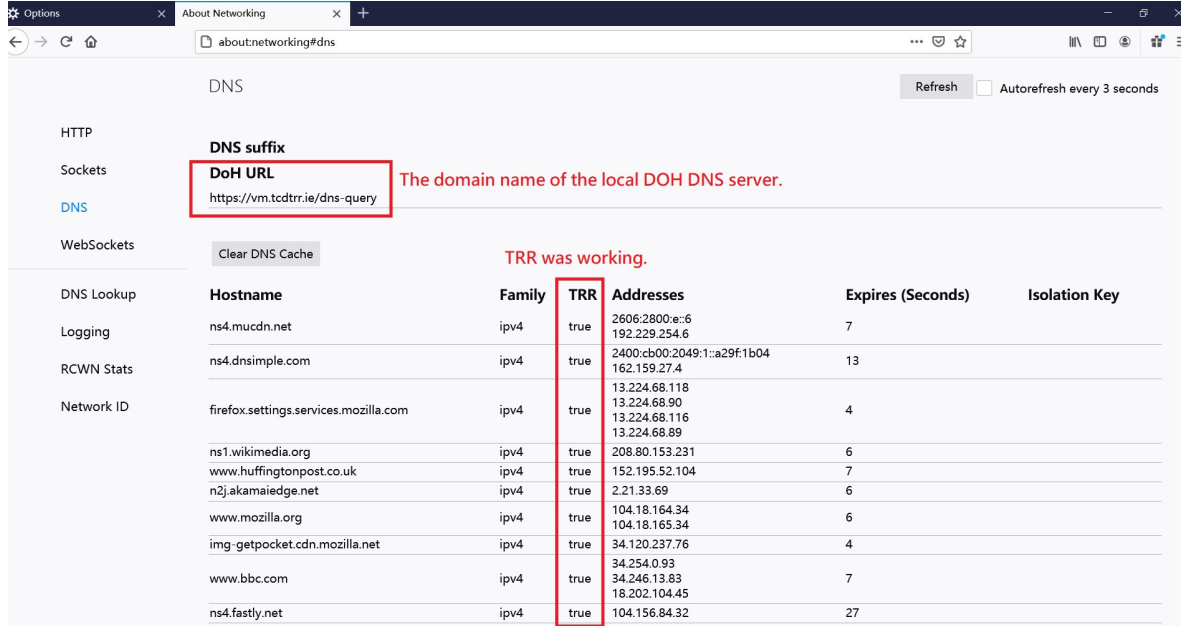 Options
About Networking
about:networking#dns
DNS
Refresh
Autorefresh every 3 seconds
HTTP
Sockets
DNS
WebSockets
DNS Lookup
Logging
RCWN Stats
Network ID
DNS suffix
DoH URL
https://vm.tcdtrr.ie/dns-query
The domain name of the local DOH DNS server.
Clear DNS Cache
TRR was working.
Hostname Family TRR Addresses Expires (Seconds) Isolation Key
ns4.mucdn.net ipv4 true 2606:2800:e::6 7
192.229.254.6
ns4.dnsimple.com ipv4 true 2400:cb00:2049:1::a29f:1b04 13
162.159.27.4
firefox.settings.services.mozilla.com ipv4 true 13.224.68.118 4
13.224.68.90
13.224.68.116
13.224.68.89
ns1.wikimedia.org ipv4 true 208.80.153.231 6
www.huffingtonpost.co.uk ipv4 true 152.195.52.104 7
n2j.akamaiedge.net ipv4 true 2.21.33.69 6
www.mozilla.org ipv4 true 104.18.164.34 6
104.18.165.34
img-getpocket.cdn.mozilla.net ipv4 true 34.120.237.76 4
www.bbc.com ipv4 true 34.254.0.93 7
34.246.13.83
18.202.104.45
ns4.fastly.net ipv4 true 104.156.84.32 27